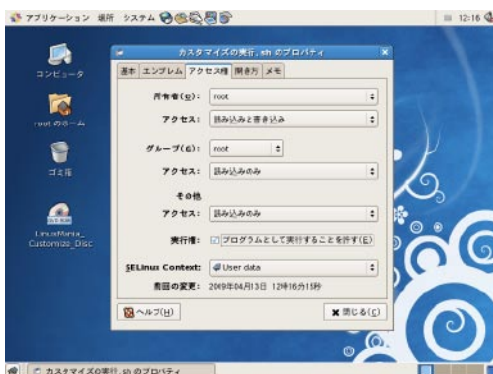 アプリケーション 場所 システム
12:16
カスタマイズの実行.sh のプロパティ
基本 エンブレム アクセス権 開き方 メモ
コンピュータ
所有者(O): root
アクセス: 読み込みと書き込み
root のホーム
グループ(G): root
アクセス: 読み込みのみ
ゴミ箱
その他
アクセス: 読み込みのみ
LinuxMania_
Customize_Disc
実行権: プログラムとして実行することを許す(E)
SELinux Context: User data
前回の変更: 2009年04月13日 12時16分15秒
ヘルプ(H) 閉じる(C)
カスタマイズの実行.sh のプロパティ